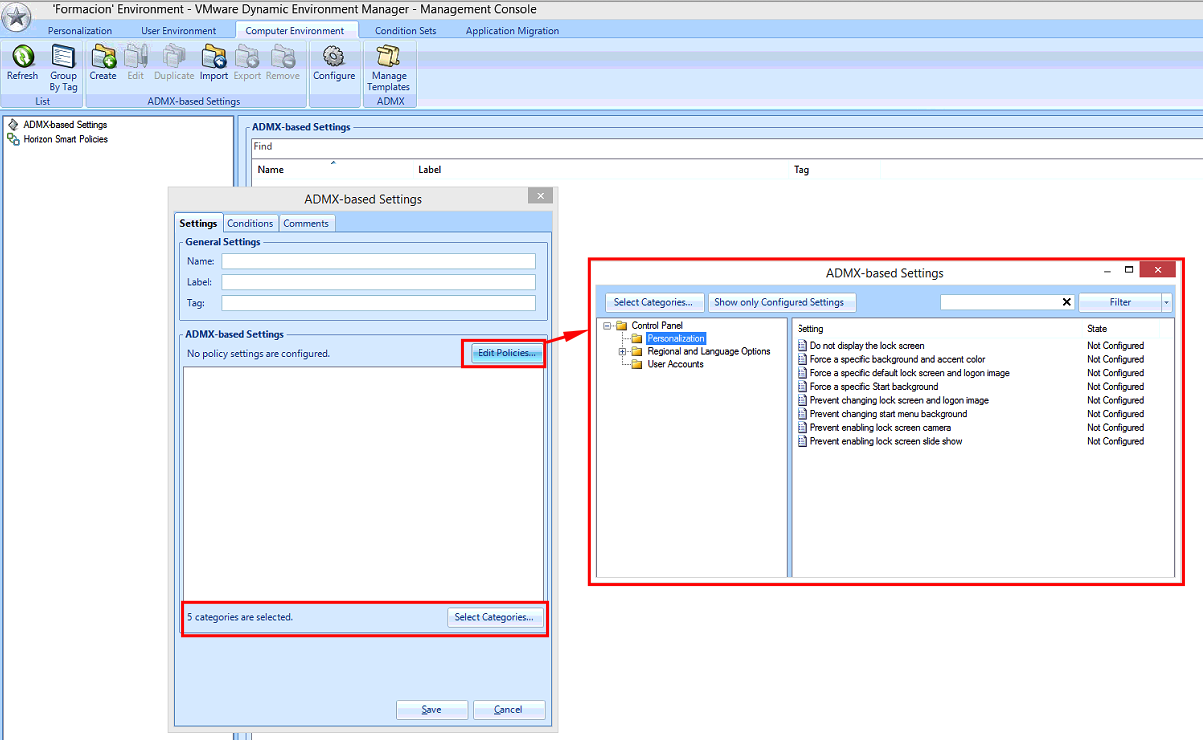 'Formacion' Environment - VMware Dynamic Environment Manager - Management Console
Personalization User Environment Computer Environment Condition Sets Application Migration
Refresh Group By Tag Create Edit Duplicate Import Export Remove Configure Manage Templates
List ADMX-based Settings ADMX
ADMX-based Settings
Horizon Smart Policies
ADMX-based Settings
Find
Name Label Tag
ADMX-based Settings
Settings Conditions Comments
General Settings
Name:
Label:
Tag:
ADMX-based Settings
No policy settings are configured. Edit Policies...
5 categories are selected. Select Categories...
Save Cancel
ADMX-based Settings
Select Categories... Show only Configured Settings Filter
Control Panel
Personalization
Regional and Language Options
User Accounts
Setting State
Do not display the lock screen Not Configured
Force a specific background and accent color Not Configured
Force a specific default lock screen and logon image Not Configured
Force a specific Start background Not Configured
Prevent changing lock screen and logon image Not Configured
Prevent changing start menu background Not Configured
Prevent enabling lock screen camera Not Configured
Prevent enabling lock screen slide show Not Configured